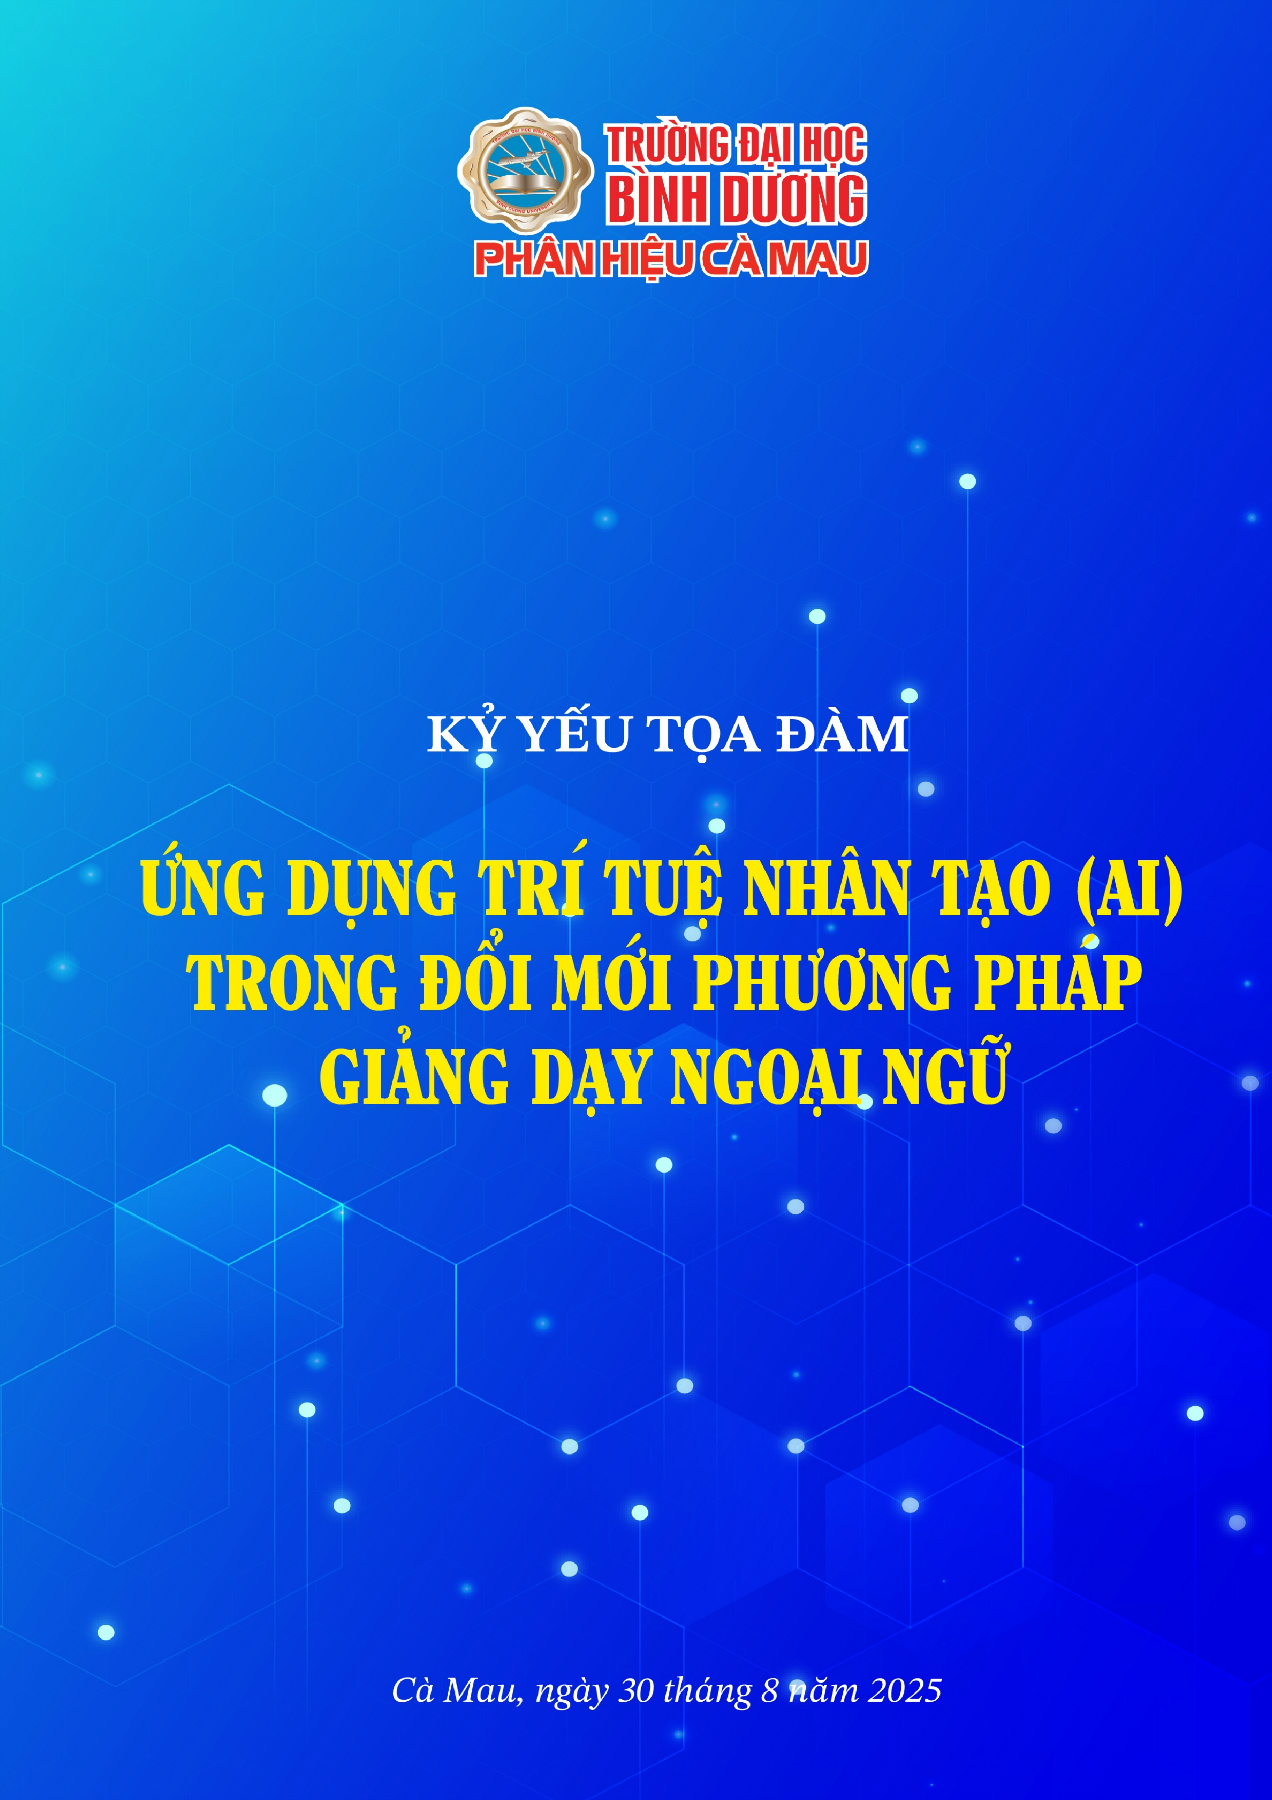 TRƯỜNG ĐẠI HỌC
BÌNH DƯƠNG
PHÂN HIỆU CÀ MAU
KỶ YẾU TỌA ĐÀM
ỨNG DỤNG TRÍ TUỆ NHÂN TẠO (AI)
TRONG ĐỔI MỚI PHƯƠNG PHÁP
GIẢNG DẠY NGOẠI NGỮ
Cà Mau, ngày 30 tháng 8 năm 2025